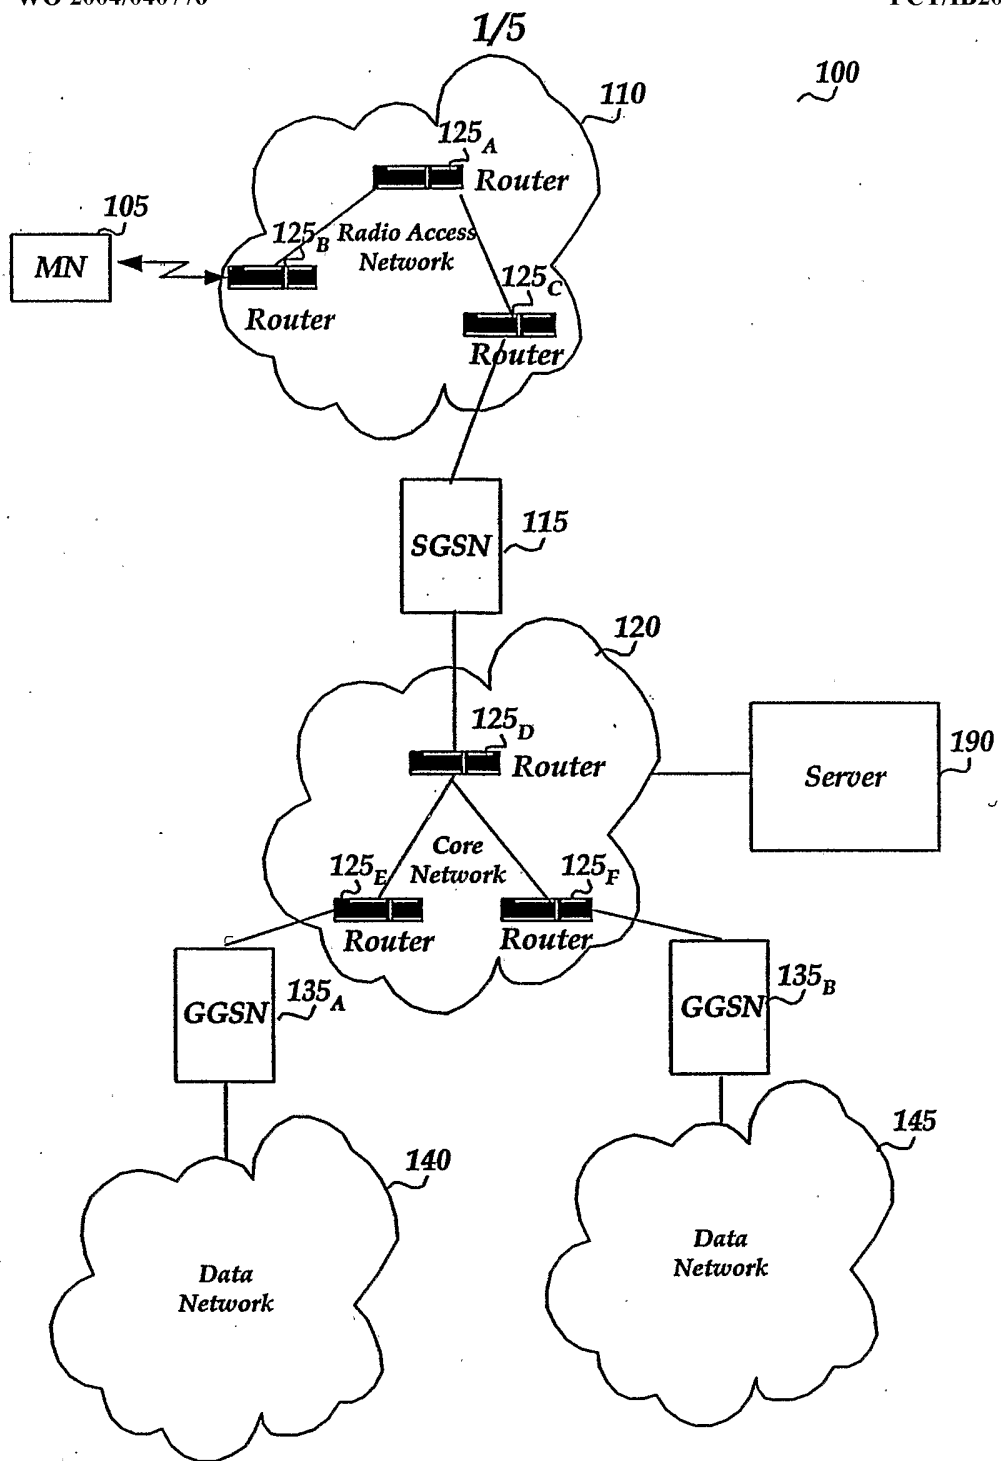 1/5
100
110
125A
Router
105
MN
125B
Radio Access
Network
Router
125C
Router
SGSN
115
120
125D
Router
190
Server
Core
Network
125E
Router
125F
Router
GGSN
135A
GGSN
135B
140
Data
Network
145
Data
Network